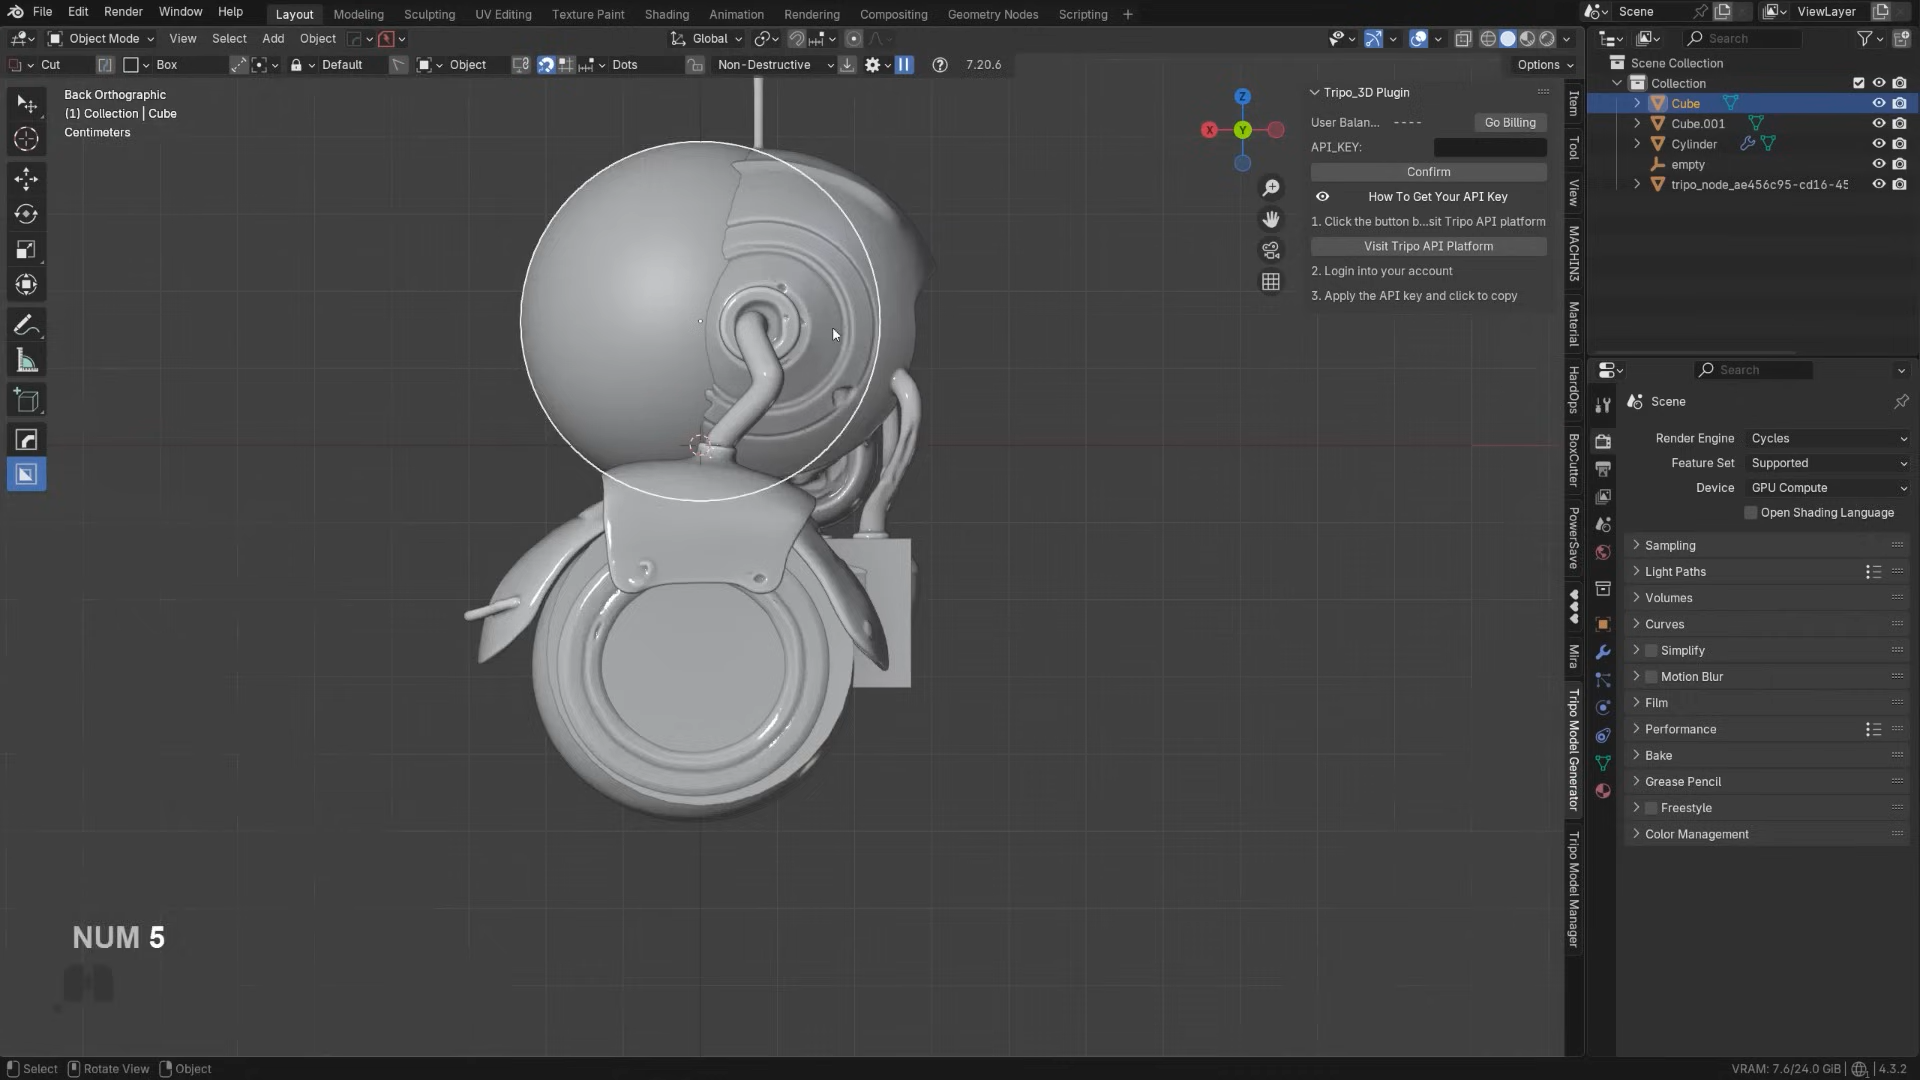 File Edit Render Window Help Layout Modeling Sculpting UV Editing Texture Paint Shading Animation Rendering Compositing Geometry Nodes Scripting + Scene ViewLayer
Object Mode View Select Add Object Global Search
Cut Box Default Object Dots Non-Destructive 7.20.6 Options
Back Orthographic
(1) Collection | Cube
Centimeters
Z
X
Y
Tripo_3D Plugin
User Balan... ---- Go Billing
API_KEY:
Confirm
How To Get Your API Key
1. Click the button b...sit Tripo API platform
Visit Tripo API Platform
2. Login into your account
3. Apply the API key and click to copy
Item
Tool
View
MACHIN3
Material
HardOps
BoxCutter
PowerSave
Mira
Tripo Model Generator
Tripo Model Manager
Scene Collection
Collection
Cube
Cube.001
Cylinder
empty
tripo_node_ae456c95-cd16-45
Search
Scene
Render Engine Cycles
Feature Set Supported
Device GPU Compute
Open Shading Language
Sampling
Light Paths
Volumes
Curves
Simplify
Motion Blur
Film
Performance
Bake
Grease Pencil
Freestyle
Color Management
NUM 5
Select Rotate View Object VRAM: 7.6/24.0 GiB 4.3.2